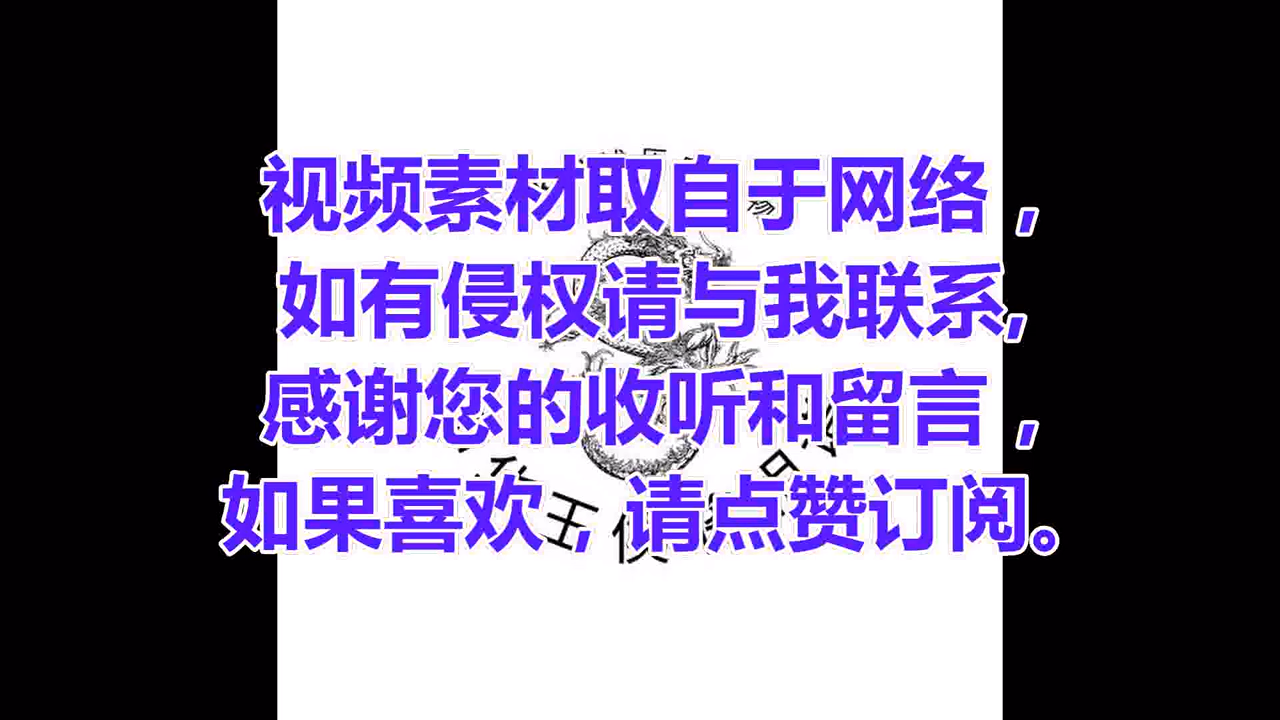 视频素材取自于网络，
如有侵权请与我联系,
感谢您的收听和留言，
如果喜欢，请点赞订阅。